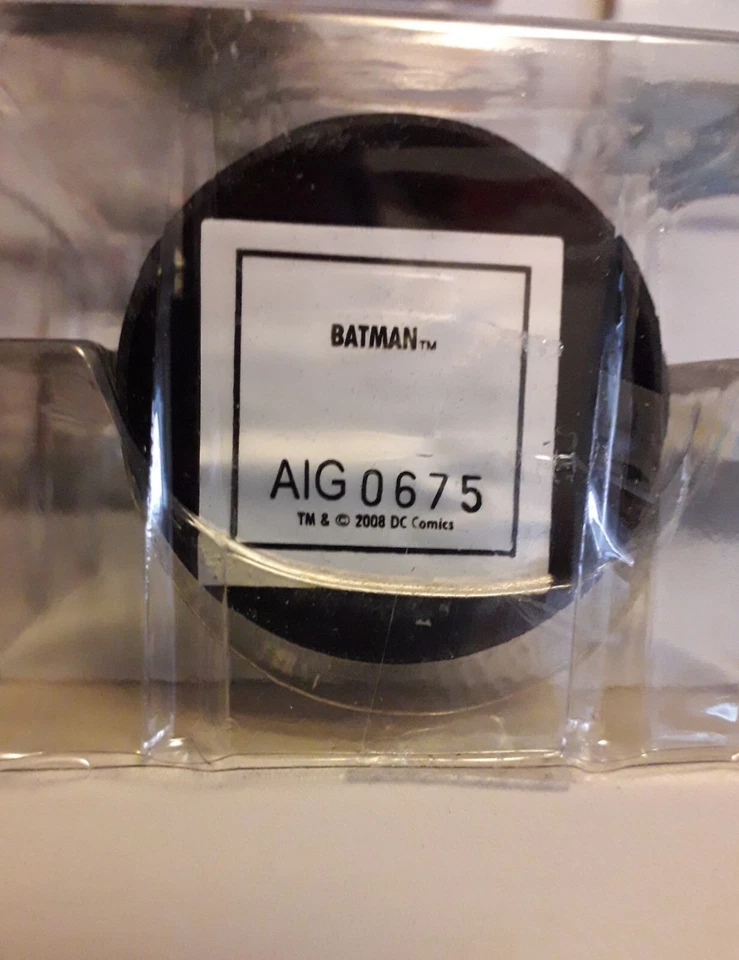 BATMAN™
AIG 0675
TM & © 2008 DC Comics